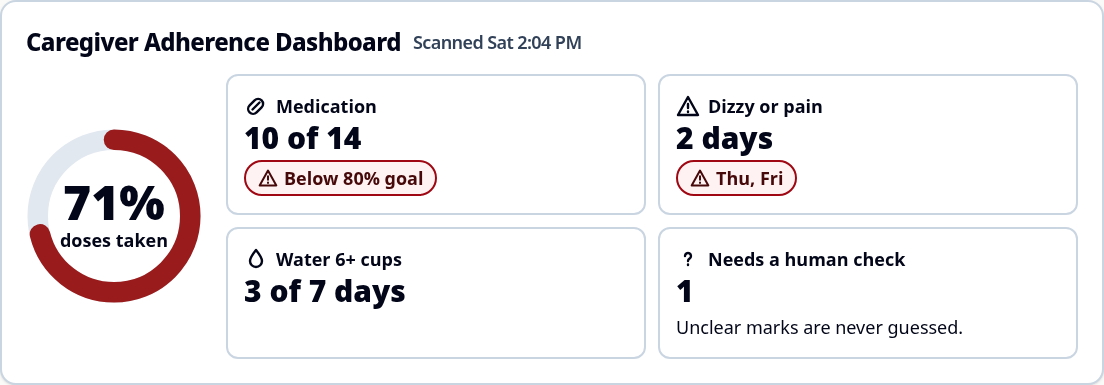 Caregiver Adherence Dashboard Scanned Sat 2:04 PM
71%
doses taken
Medication
10 of 14
Below 80% goal
Dizzy or pain
2 days
Thu, Fri
Water 6+ cups
3 of 7 days
? Needs a human check
1
Unclear marks are never guessed.